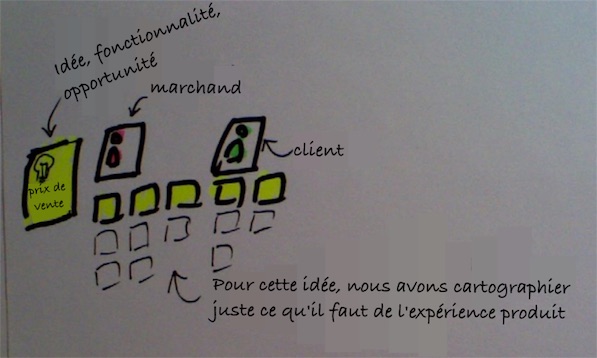 Idée, fonctionnalité,
opportunité
marchand
client
prix de
vente
Pour cette idée, nous avons cartographier
juste ce qu'il faut de l'expérience produit